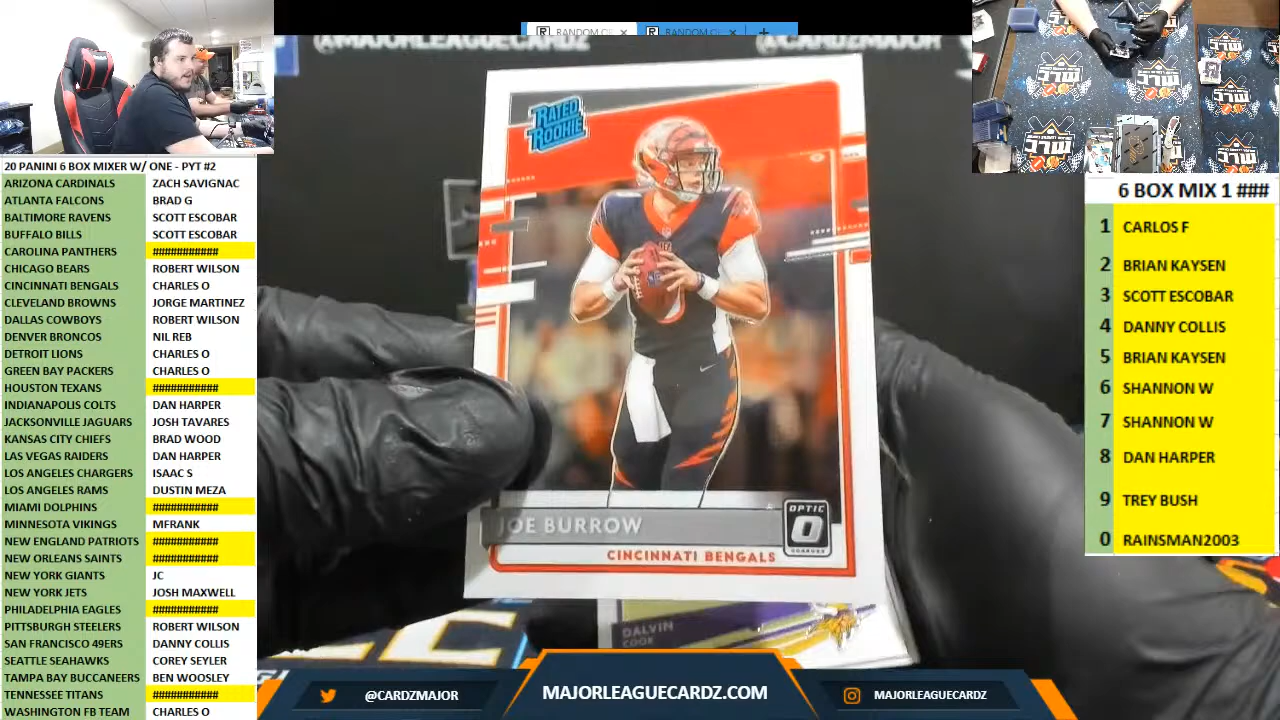 RANDOM.OR
RANDOM.OR
@MAJORLEAGUECARDZ
@CARDZMAJOR
RATED
ROOKIE
JOE BURROW
OPTIC
CINCINNATI BENGALS
DALVIN
COOK
20 PANINI 6 BOX MIXER W/ ONE - PYT #2
ARIZONA CARDINALS ZACH SAVIGNAC
ATLANTA FALCONS BRAD G
BALTIMORE RAVENS SCOTT ESCOBAR
BUFFALO BILLS SCOTT ESCOBAR
CAROLINA PANTHERS ###########
CHICAGO BEARS ROBERT WILSON
CINCINNATI BENGALS CHARLES O
CLEVELAND BROWNS JORGE MARTINEZ
DALLAS COWBOYS ROBERT WILSON
DENVER BRONCOS NIL REB
DETROIT LIONS CHARLES O
GREEN BAY PACKERS CHARLES O
HOUSTON TEXANS ###########
INDIANAPOLIS COLTS DAN HARPER
JACKSONVILLE JAGUARS JOSH TAVARES
KANSAS CITY CHIEFS BRAD WOOD
LAS VEGAS RAIDERS DAN HARPER
LOS ANGELES CHARGERS ISAAC S
LOS ANGELES RAMS DUSTIN MEZA
MIAMI DOLPHINS ###########
MINNESOTA VIKINGS MFRANK
NEW ENGLAND PATRIOTS ###########
NEW ORLEANS SAINTS ###########
NEW YORK GIANTS JC
NEW YORK JETS JOSH MAXWELL
PHILADELPHIA EAGLES ###########
PITTSBURGH STEELERS ROBERT WILSON
SAN FRANCISCO 49ERS DANNY COLLIS
SEATTLE SEAHAWKS COREY SEYLER
TAMPA BAY BUCCANEERS BEN WOOSLEY
TENNESSEE TITANS ###########
WASHINGTON FB TEAM CHARLES O
6 BOX MIX 1 ###
1 CARLOS F
2 BRIAN KAYSEN
3 SCOTT ESCOBAR
4 DANNY COLLIS
5 BRIAN KAYSEN
6 SHANNON W
7 SHANNON W
8 DAN HARPER
9 TREY BUSH
0 RAINSMAN2003
@CARDZMAJOR
MAJORLEAGUECARDZ.COM
MAJORLEAGUECARDZ